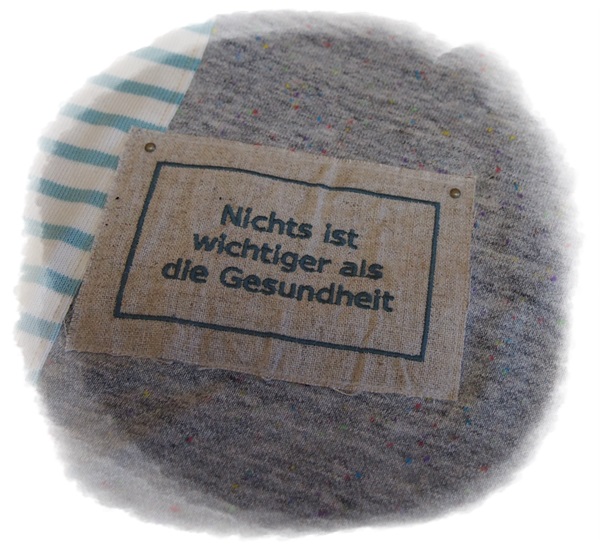 Nichts ist
wichtiger als
die Gesundheit